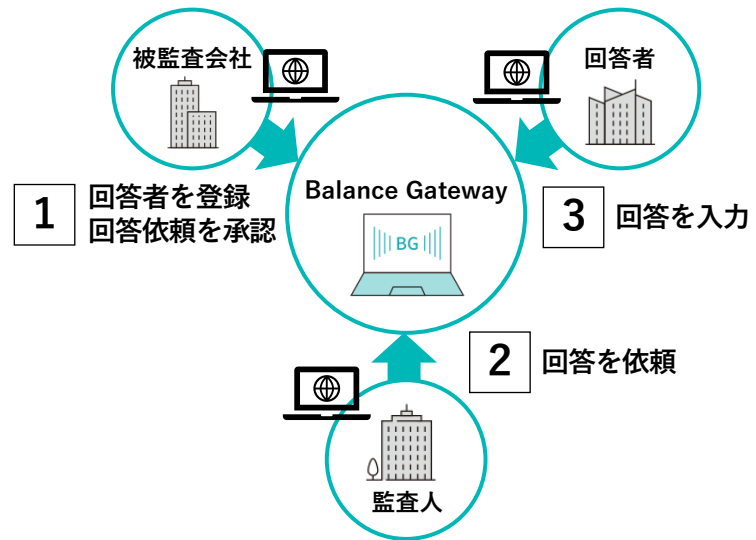 被監査会社
回答者
1
回答者を登録
回答依頼を承認
Balance Gateway
BG
3
回答を入力
2
回答を依頼
監査人